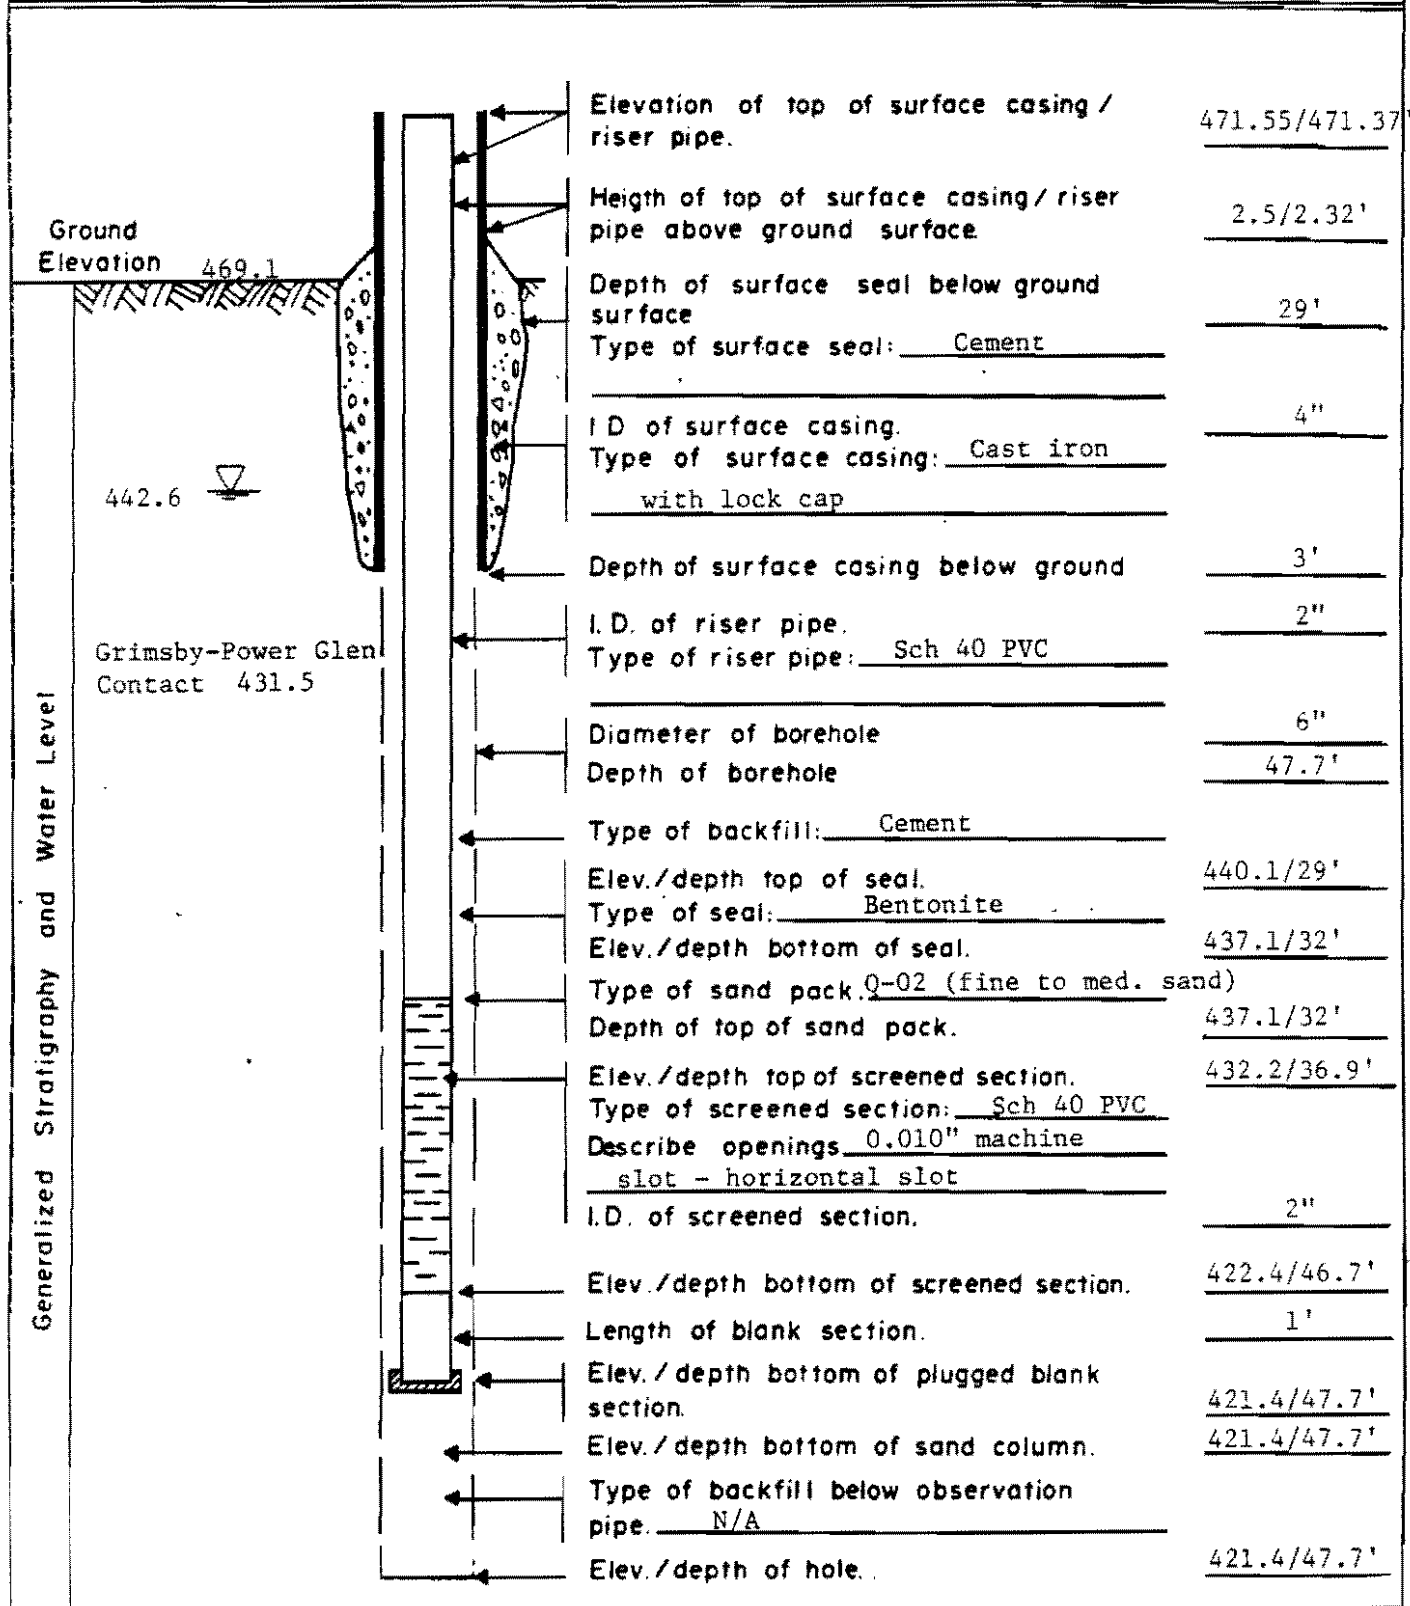 Elevation of top of surface casing /
riser pipe. 471.55/471.37'
Heigth of top of surface casing / riser
pipe above ground surface 2.5/2.32'
Ground
Elevation 469.1
Depth of surface seal below ground
surface 29'
Type of surface seal: Cement
I D of surface casing. 4"
Type of surface casing: Cast iron
with lock cap
442.6
Depth of surface casing below ground 3'
I.D. of riser pipe. 2"
Type of riser pipe: Sch 40 PVC
Grimsby-Power Glen
Contact 431.5
Diameter of borehole 6"
Depth of borehole 47.7'
Type of backfill: Cement
Elev./depth top of seal. 440.1/29'
Type of seal: Bentonite
Elev./depth bottom of seal. 437.1/32'
Type of sand pack. Q-02 (fine to med. sand)
Depth of top of sand pack. 437.1/32'
Elev./depth top of screened section. 432.2/36.9'
Type of screened section: Sch 40 PVC
Describe openings 0.010" machine
slot - horizontal slot
I.D. of screened section. 2"
Elev./depth bottom of screened section. 422.4/46.7'
Length of blank section. 1'
Elev./depth bottom of plugged blank
section. 421.4/47.7'
Elev./depth bottom of sand column. 421.4/47.7'
Type of backfill below observation
pipe. N/A
Elev./depth of hole. 421.4/47.7'
Generalized Stratigraphy and Water Level